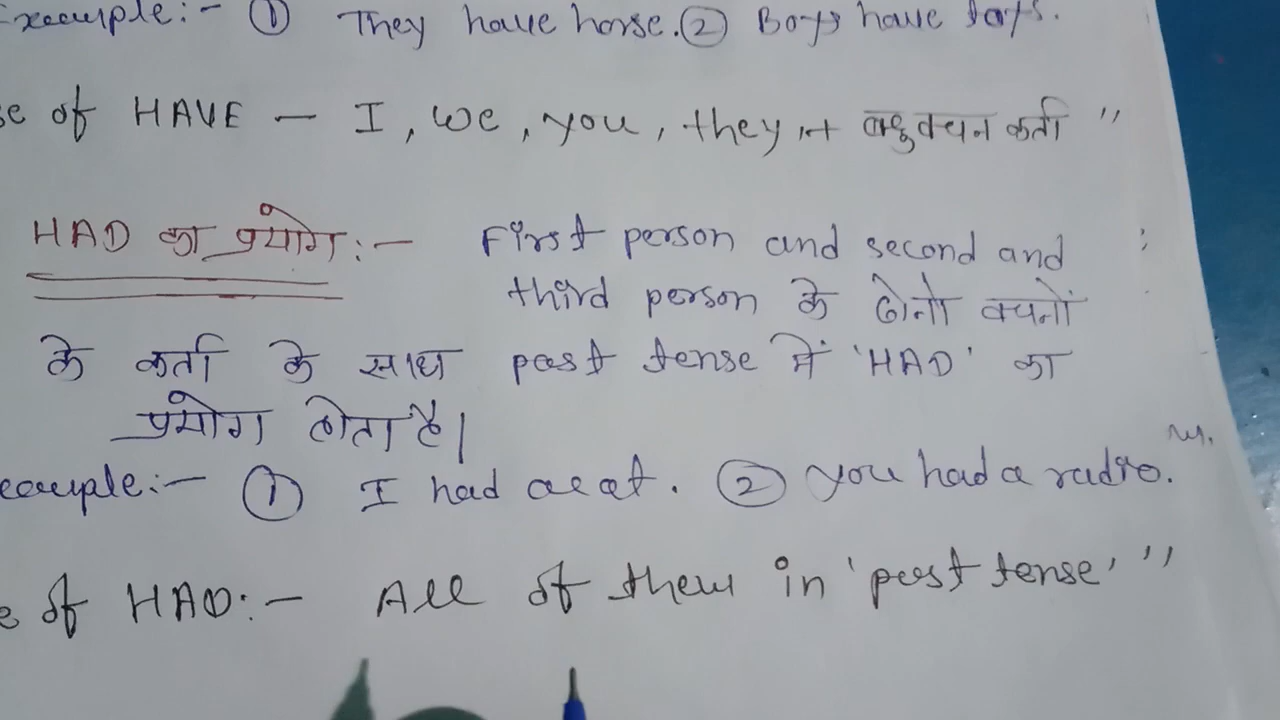 Example:- ① They have horse. ② Boys have toys.
se of HAVE - I, we, you, they, + बहुवचन कर्ता "
HAD का प्रयोग :- First person and second and
third person के दोनो वचनों
के कर्ता के साथ past tense में 'HAD' का
प्रयोग होता है।
example:- ① I had a cat. ② You had a radio.
e of HAD:- All of them in 'past tense' "